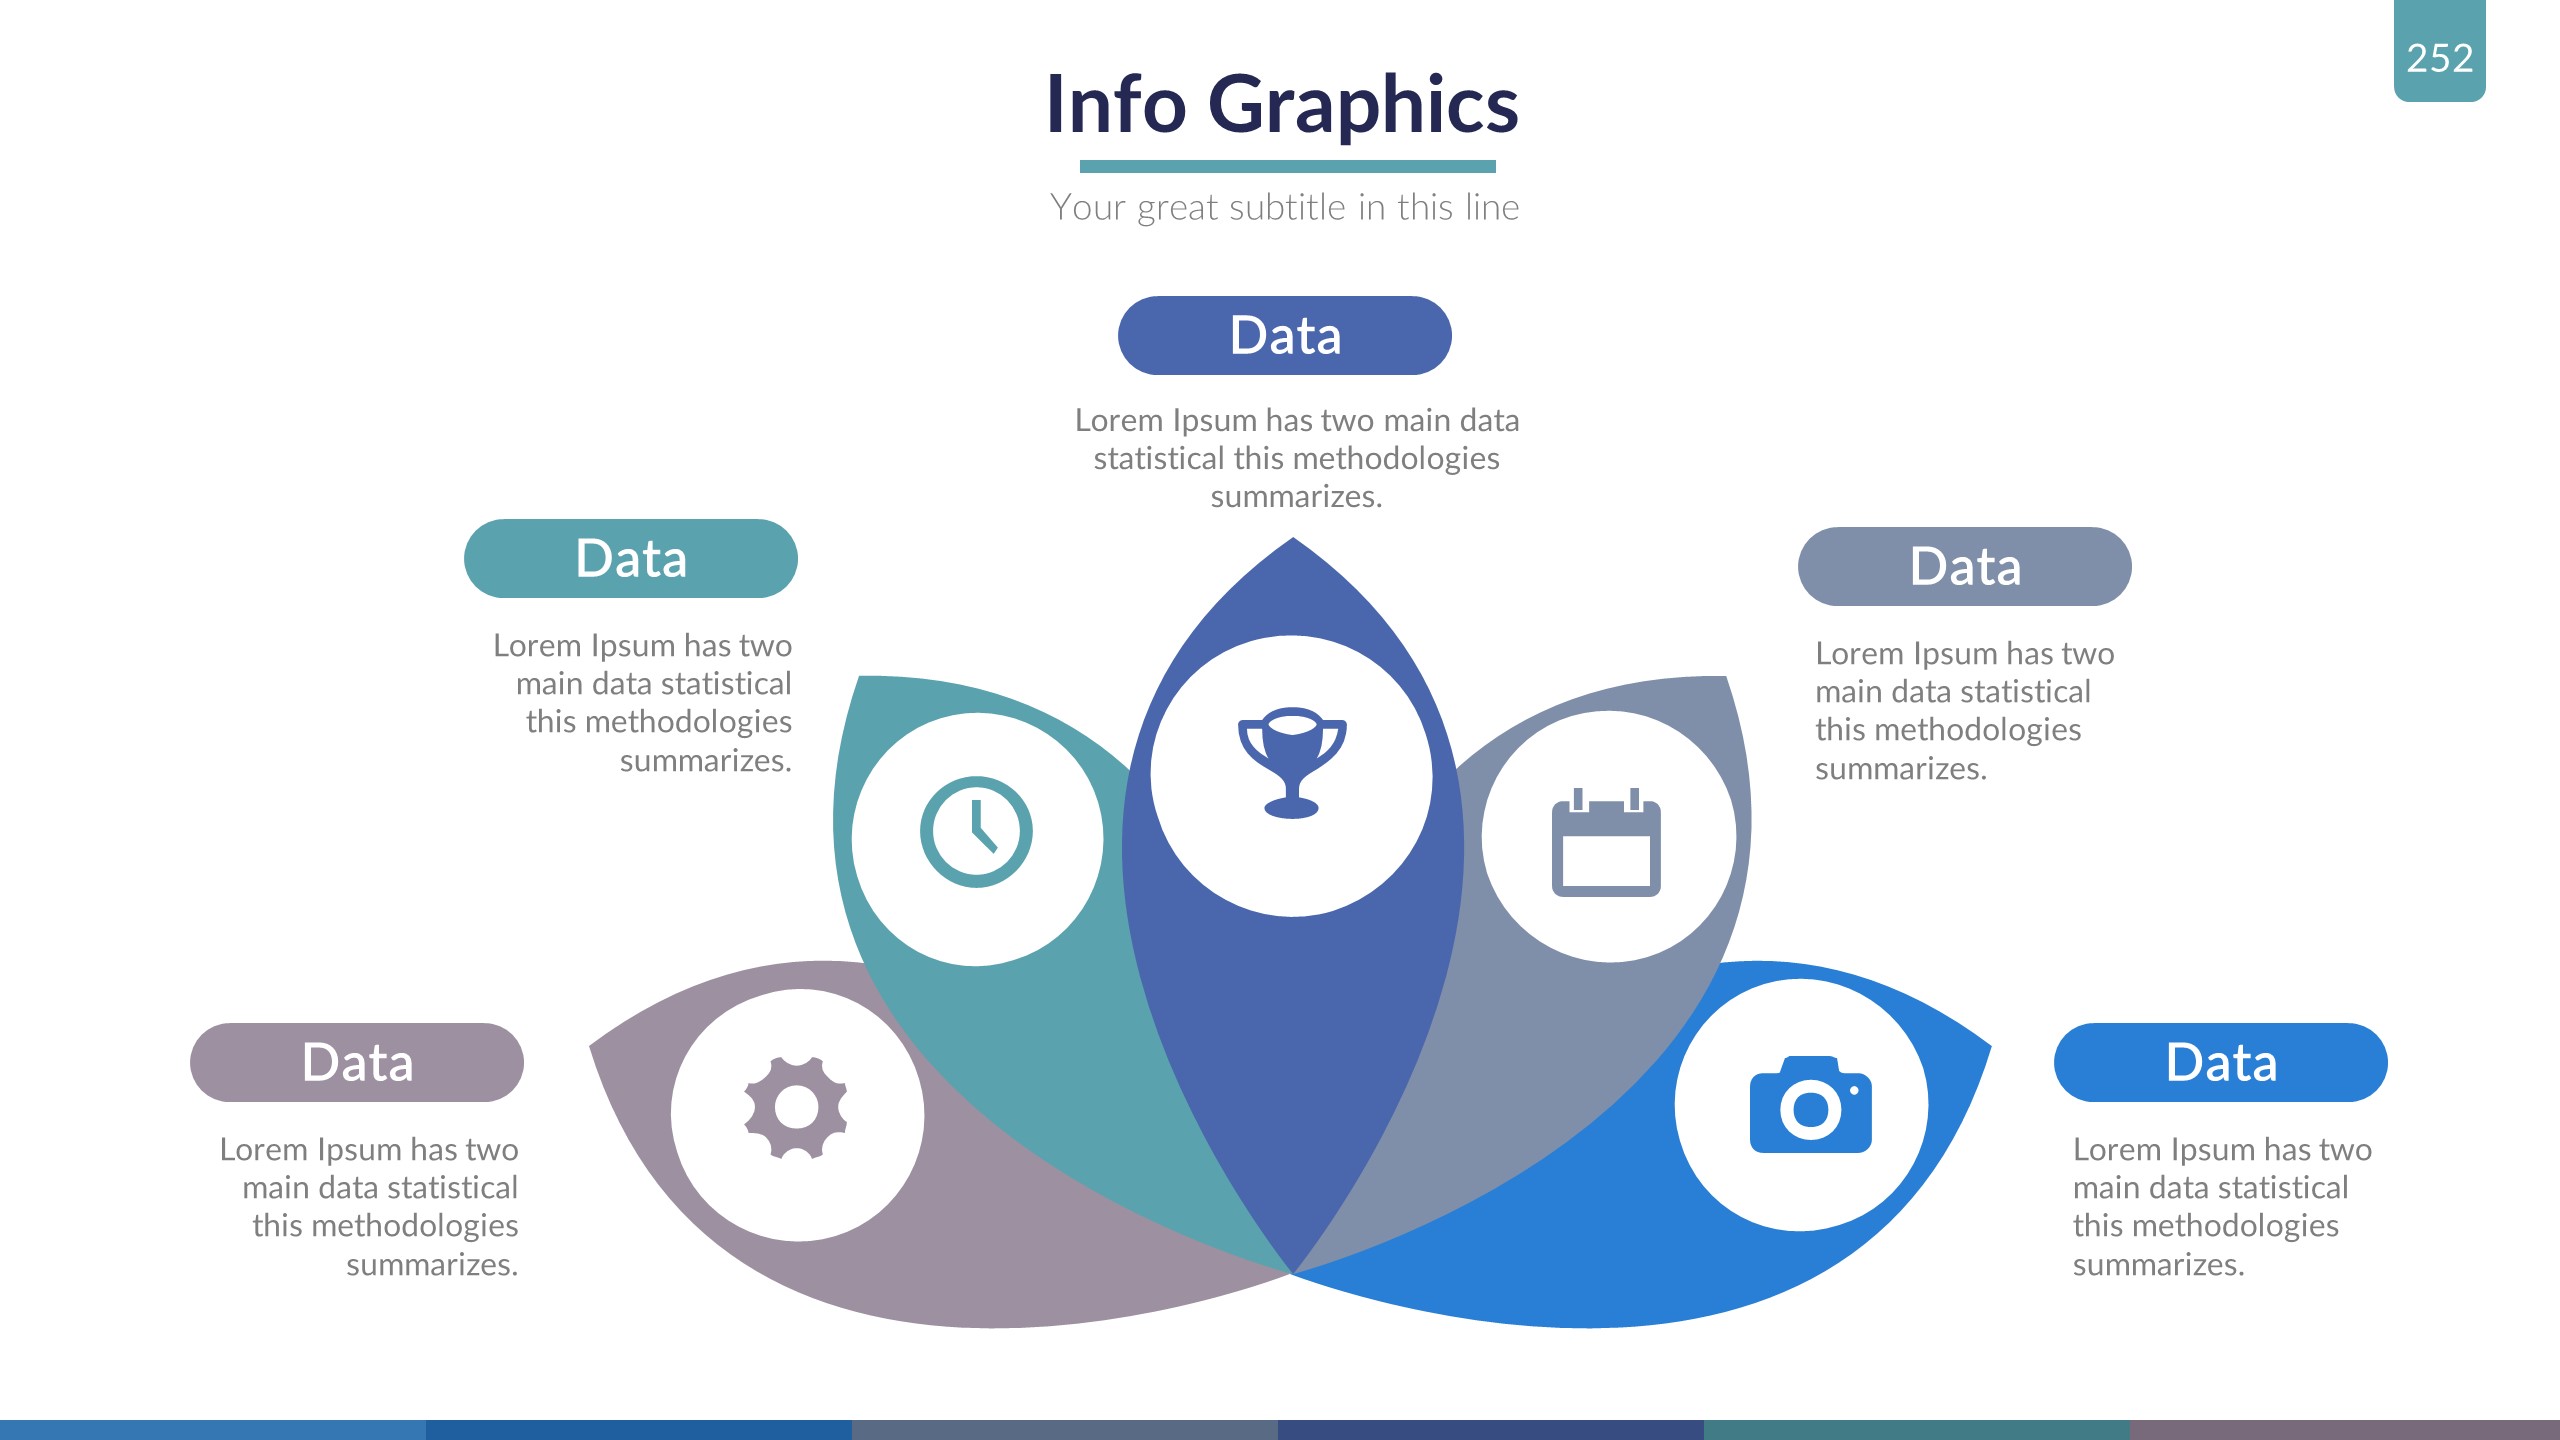 252
Info Graphics
Your great subtitle in this line
Data
Lorem Ipsum has two main data
statistical this methodologies
summarizes.
Data
Lorem Ipsum has two
main data statistical
this methodologies
summarizes.
Data
Lorem Ipsum has two
main data statistical
this methodologies
summarizes.
Data
Lorem Ipsum has two
main data statistical
this methodologies
summarizes.
Data
Lorem Ipsum has two
main data statistical
this methodologies
summarizes.